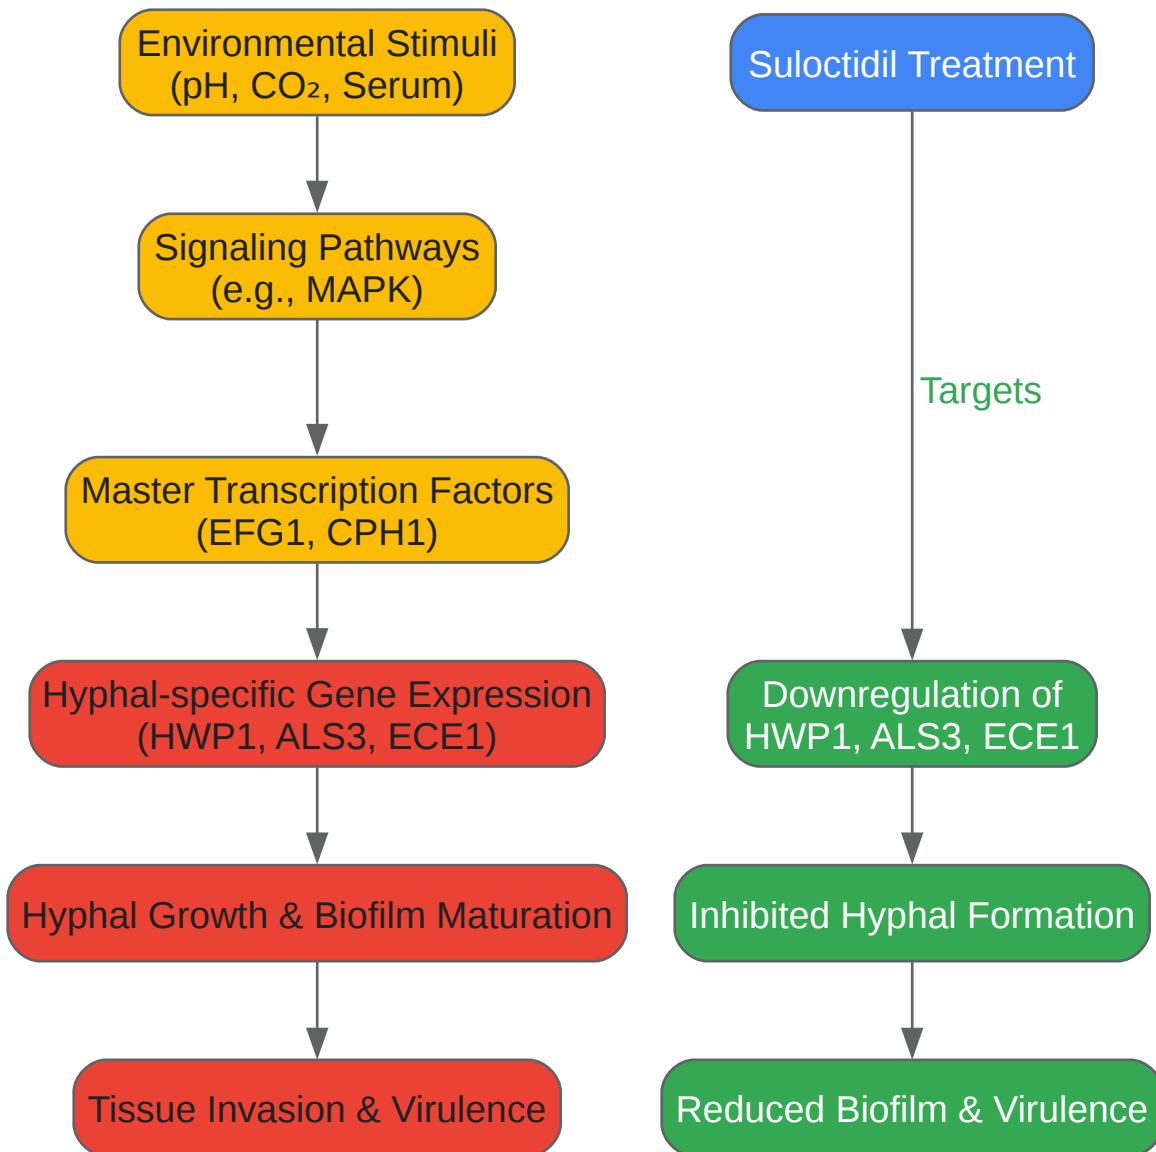 Environmental Stimuli
(pH, CO₂, Serum)
Signaling Pathways
(e.g., MAPK)
Master Transcription Factors
(EFG1, CPH1)
Hyphal-specific Gene Expression
(HWP1, ALS3, ECE1)
Hyphal Growth & Biofilm Maturation
Tissue Invasion & Virulence
Suloctidil Treatment
Targets
Downregulation of
HWP1, ALS3, ECE1
Inhibited Hyphal Formation
Reduced Biofilm & Virulence